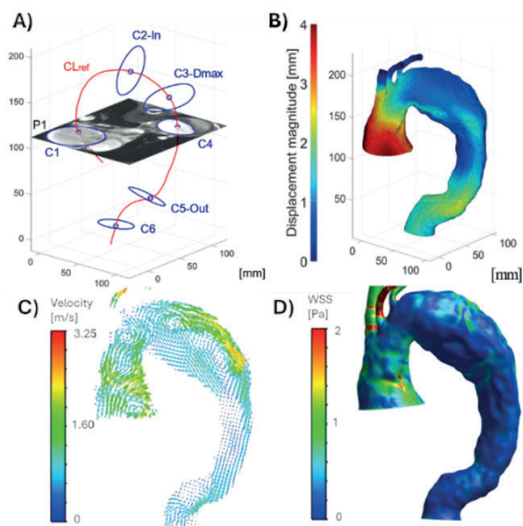 A)
C2-In
CLref
C3-Dmax
P1
C1
C4
C5-Out
C6
200
150
100
50
0
0
50
100
0
50
100
[mm]
B)
Displacement magnitude [mm]
4
3
2
1
0
200
150
100
50
0
50
100
0
50
100
[mm]
C)
Velocity
[m/s]
3.25
1.60
0
D)
WSS
[Pa]
2
1
0